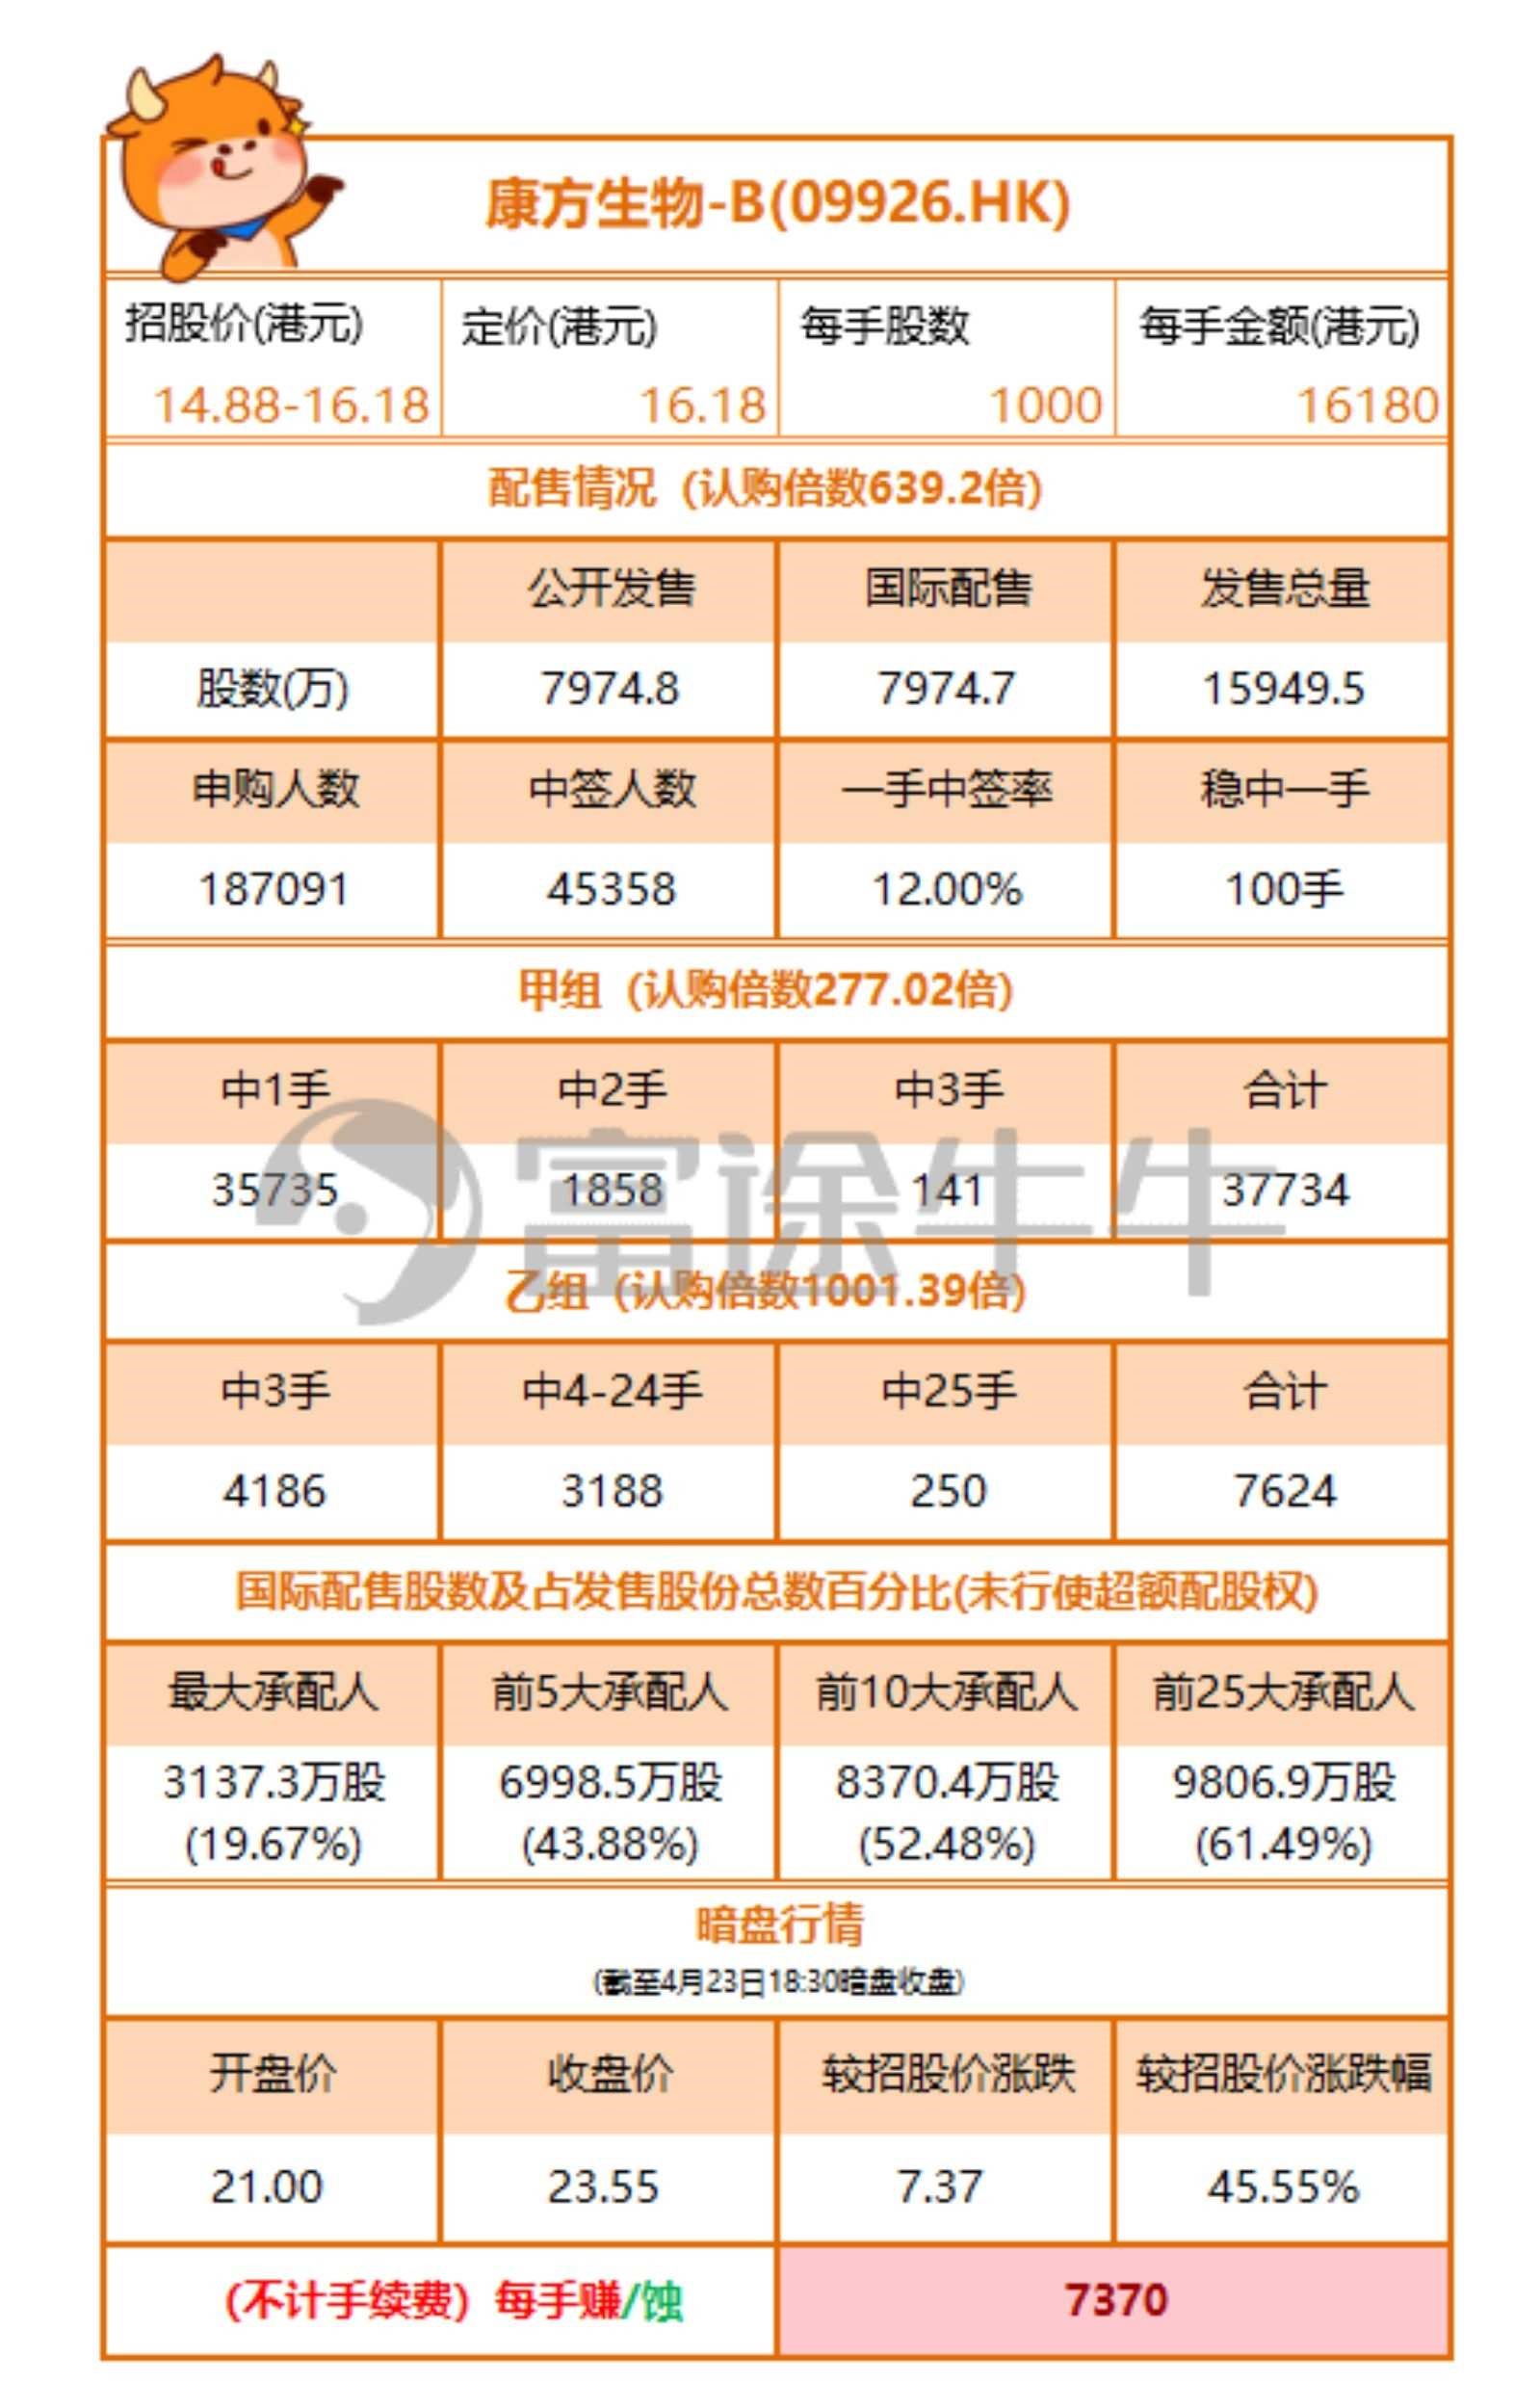 康方生物-B(09926.HK)
招股价(港元) 定价(港元) 每手股数 每手金额(港元)
14.88-16.18 16.18 1000 16180
配售情况 (认购倍数639.2倍)
公开发售 国际配售 发售总量
股数(万) 7974.8 7974.7 15949.5
申购人数 中签人数 一手中签率 稳中一手
187091 45358 12.00% 100手
甲组 (认购倍数277.02倍)
中1手 中2手 中3手 合计
35735 1858 141 37734
富途牛牛
乙组 (认购倍数1001.39倍)
中3手 中4-24手 中25手 合计
4186 3188 250 7624
国际配售股数及占发售股份总数百分比(未行使超额配股权)
最大承配人 前5大承配人 前10大承配人 前25大承配人
3137.3万股 6998.5万股 8370.4万股 9806.9万股
(19.67%) (43.88%) (52.48%) (61.49%)
暗盘行情
(截至4月23日18:30暗盘收盘)
开盘价 收盘价 较招股价涨跌 较招股价涨跌幅
21.00 23.55 7.37 45.55%
(不计手续费) 每手赚/蚀 7370